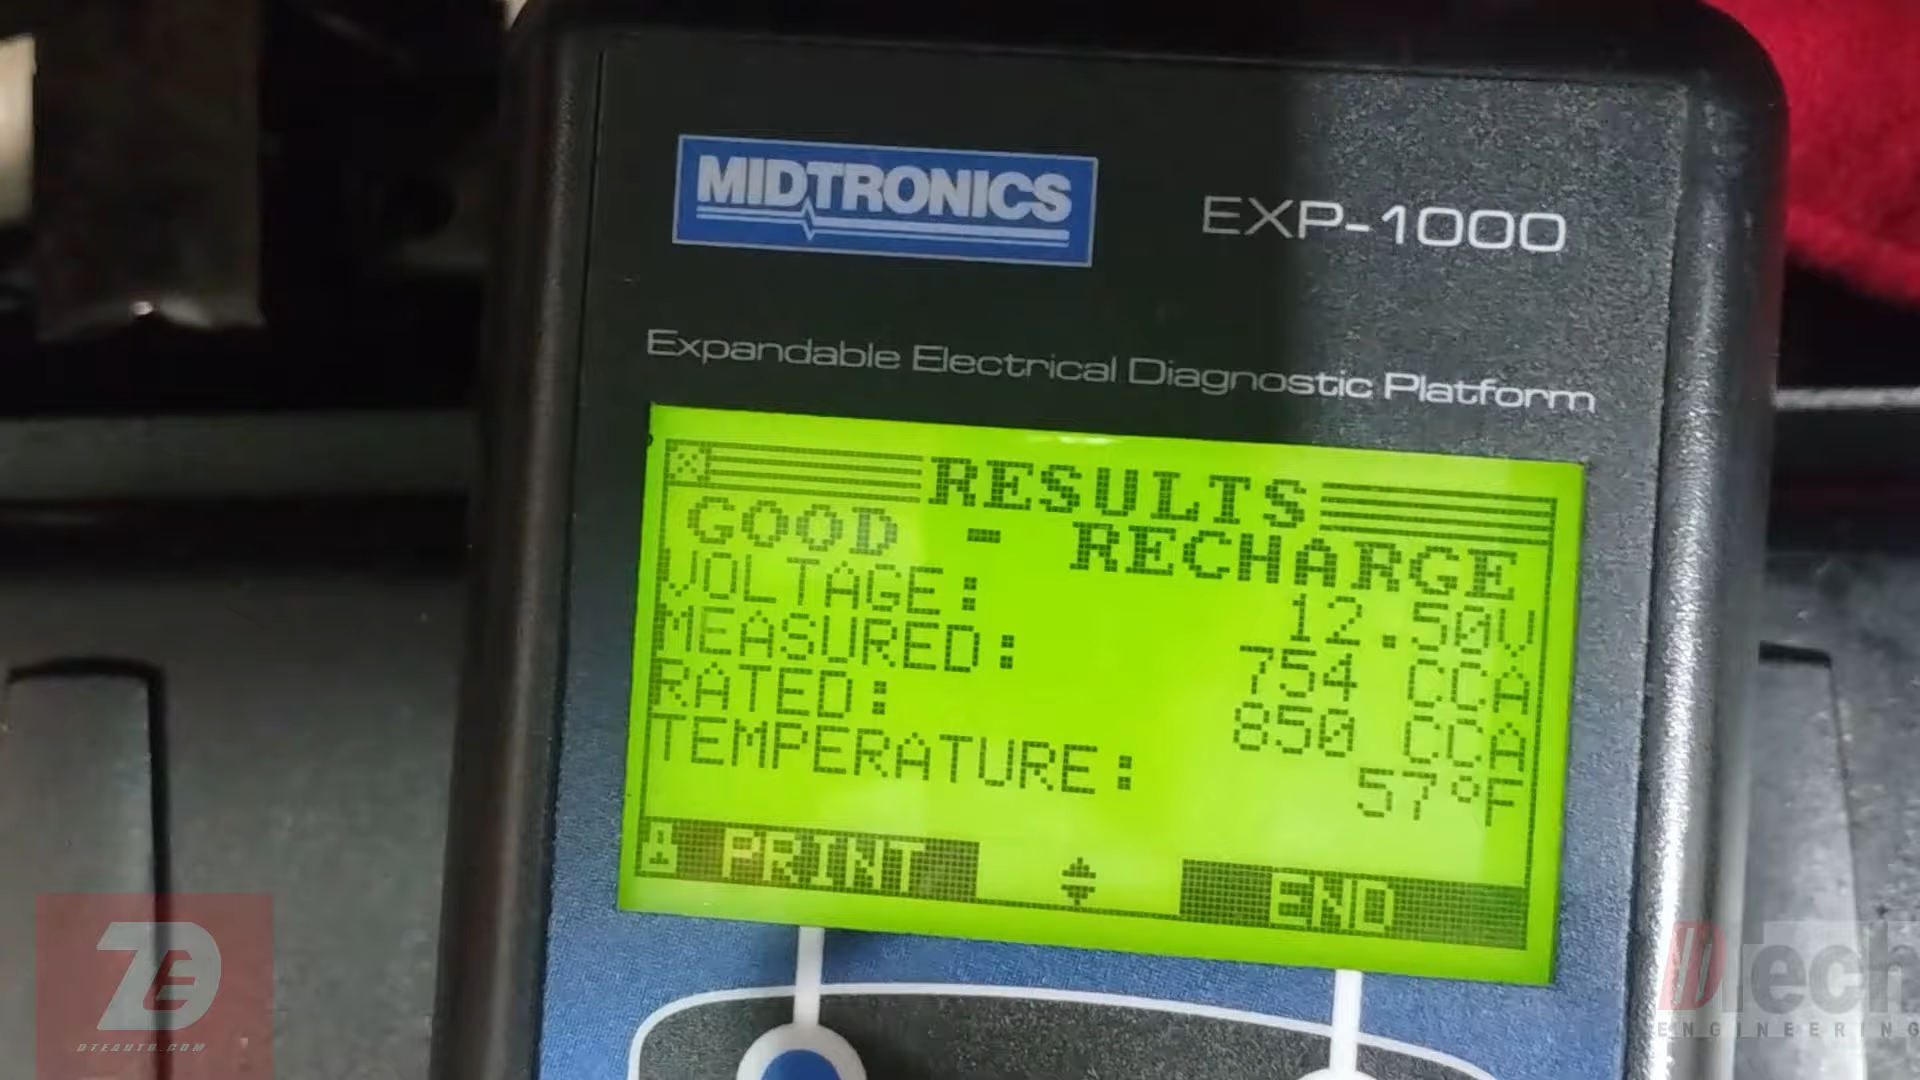 MIDTRONICS
EXP-1000
Expandable Electrical Diagnostic Platform
RESULTS
GOOD - RECHARGE
VOLTAGE: 12.50V
MEASURED: 754 CCA
RATED: 850 CCA
TEMPERATURE: 57°F
PRINT END
DTEAUTO.COM
DTech
ENGINEERING